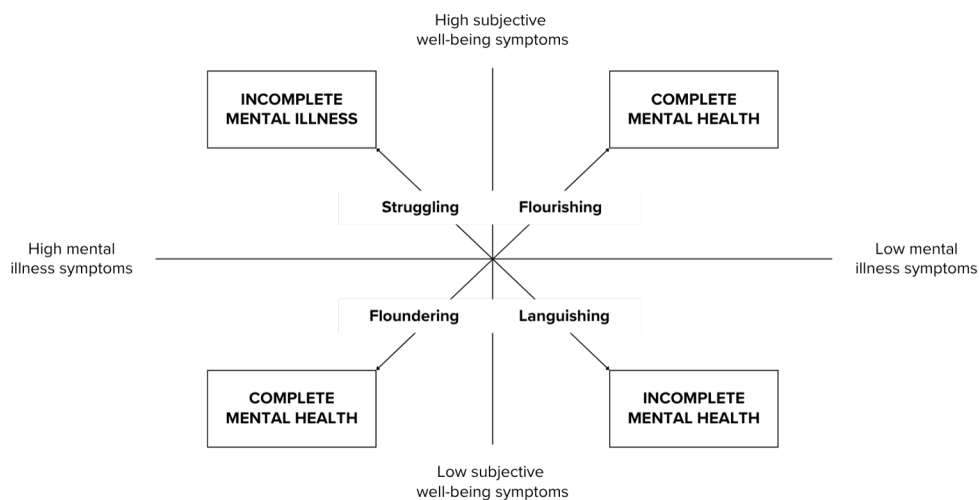 High subjective
well-being symptoms
INCOMPLETE
MENTAL ILLNESS
COMPLETE
MENTAL HEALTH
Struggling
Flourishing
High mental
illness symptoms
Low mental
illness symptoms
Floundering
Languishing
COMPLETE
MENTAL HEALTH
INCOMPLETE
MENTAL HEALTH
Low subjective
well-being symptoms